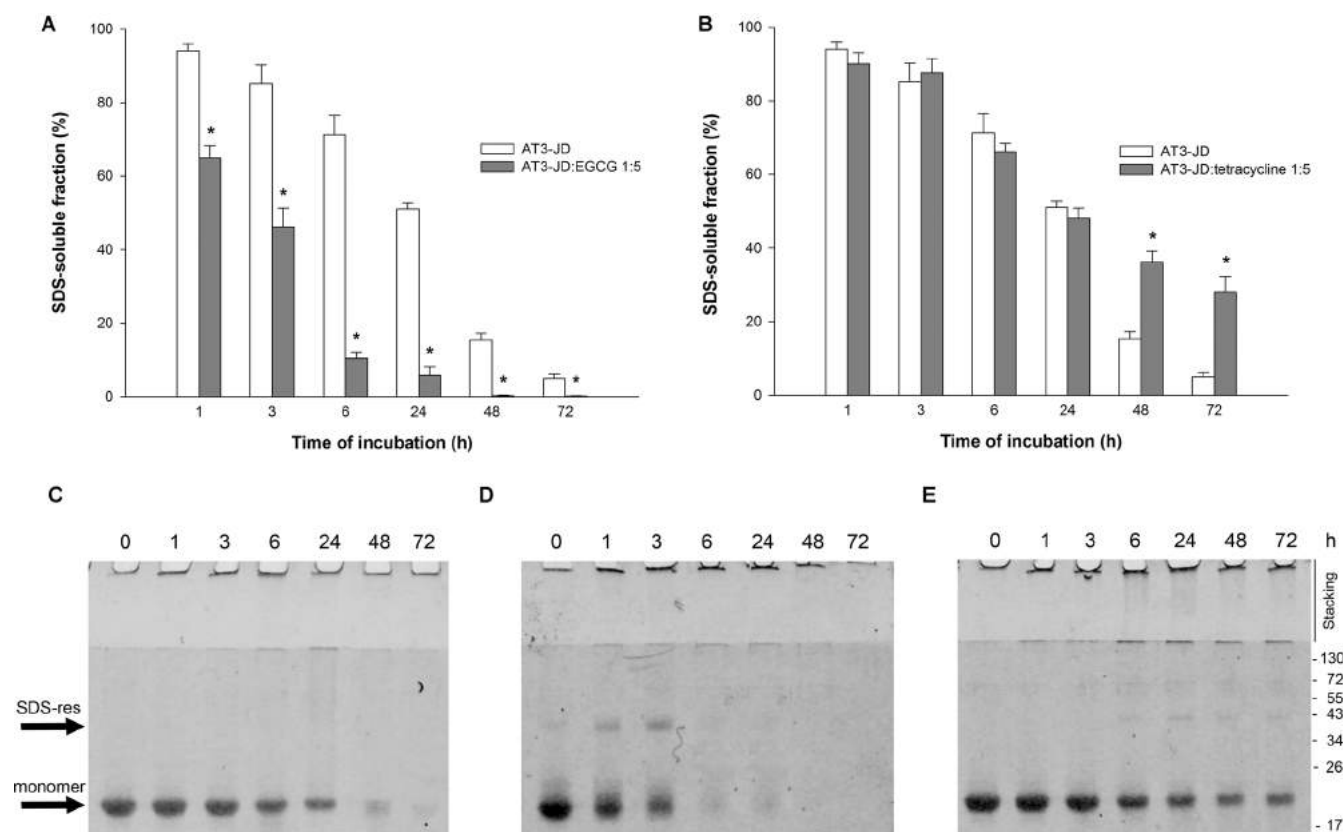 A
100
80
60
40
20
0
SDS-soluble fraction (%)
* * * * * *
AT3-JD
AT3-JD:EGCG 1:5
1 3 6 24 48 72
Time of incubation (h)
B
100
80
60
40
20
0
SDS-soluble fraction (%)
* *
AT3-JD
AT3-JD:tetracycline 1:5
1 3 6 24 48 72
Time of incubation (h)
C
0 1 3 6 24 48 72
SDS-res
monomer
D
0 1 3 6 24 48 72
E
0 1 3 6 24 48 72 h
Stacking
- 130
- 72
- 55
- 43
- 34
- 26
- 17